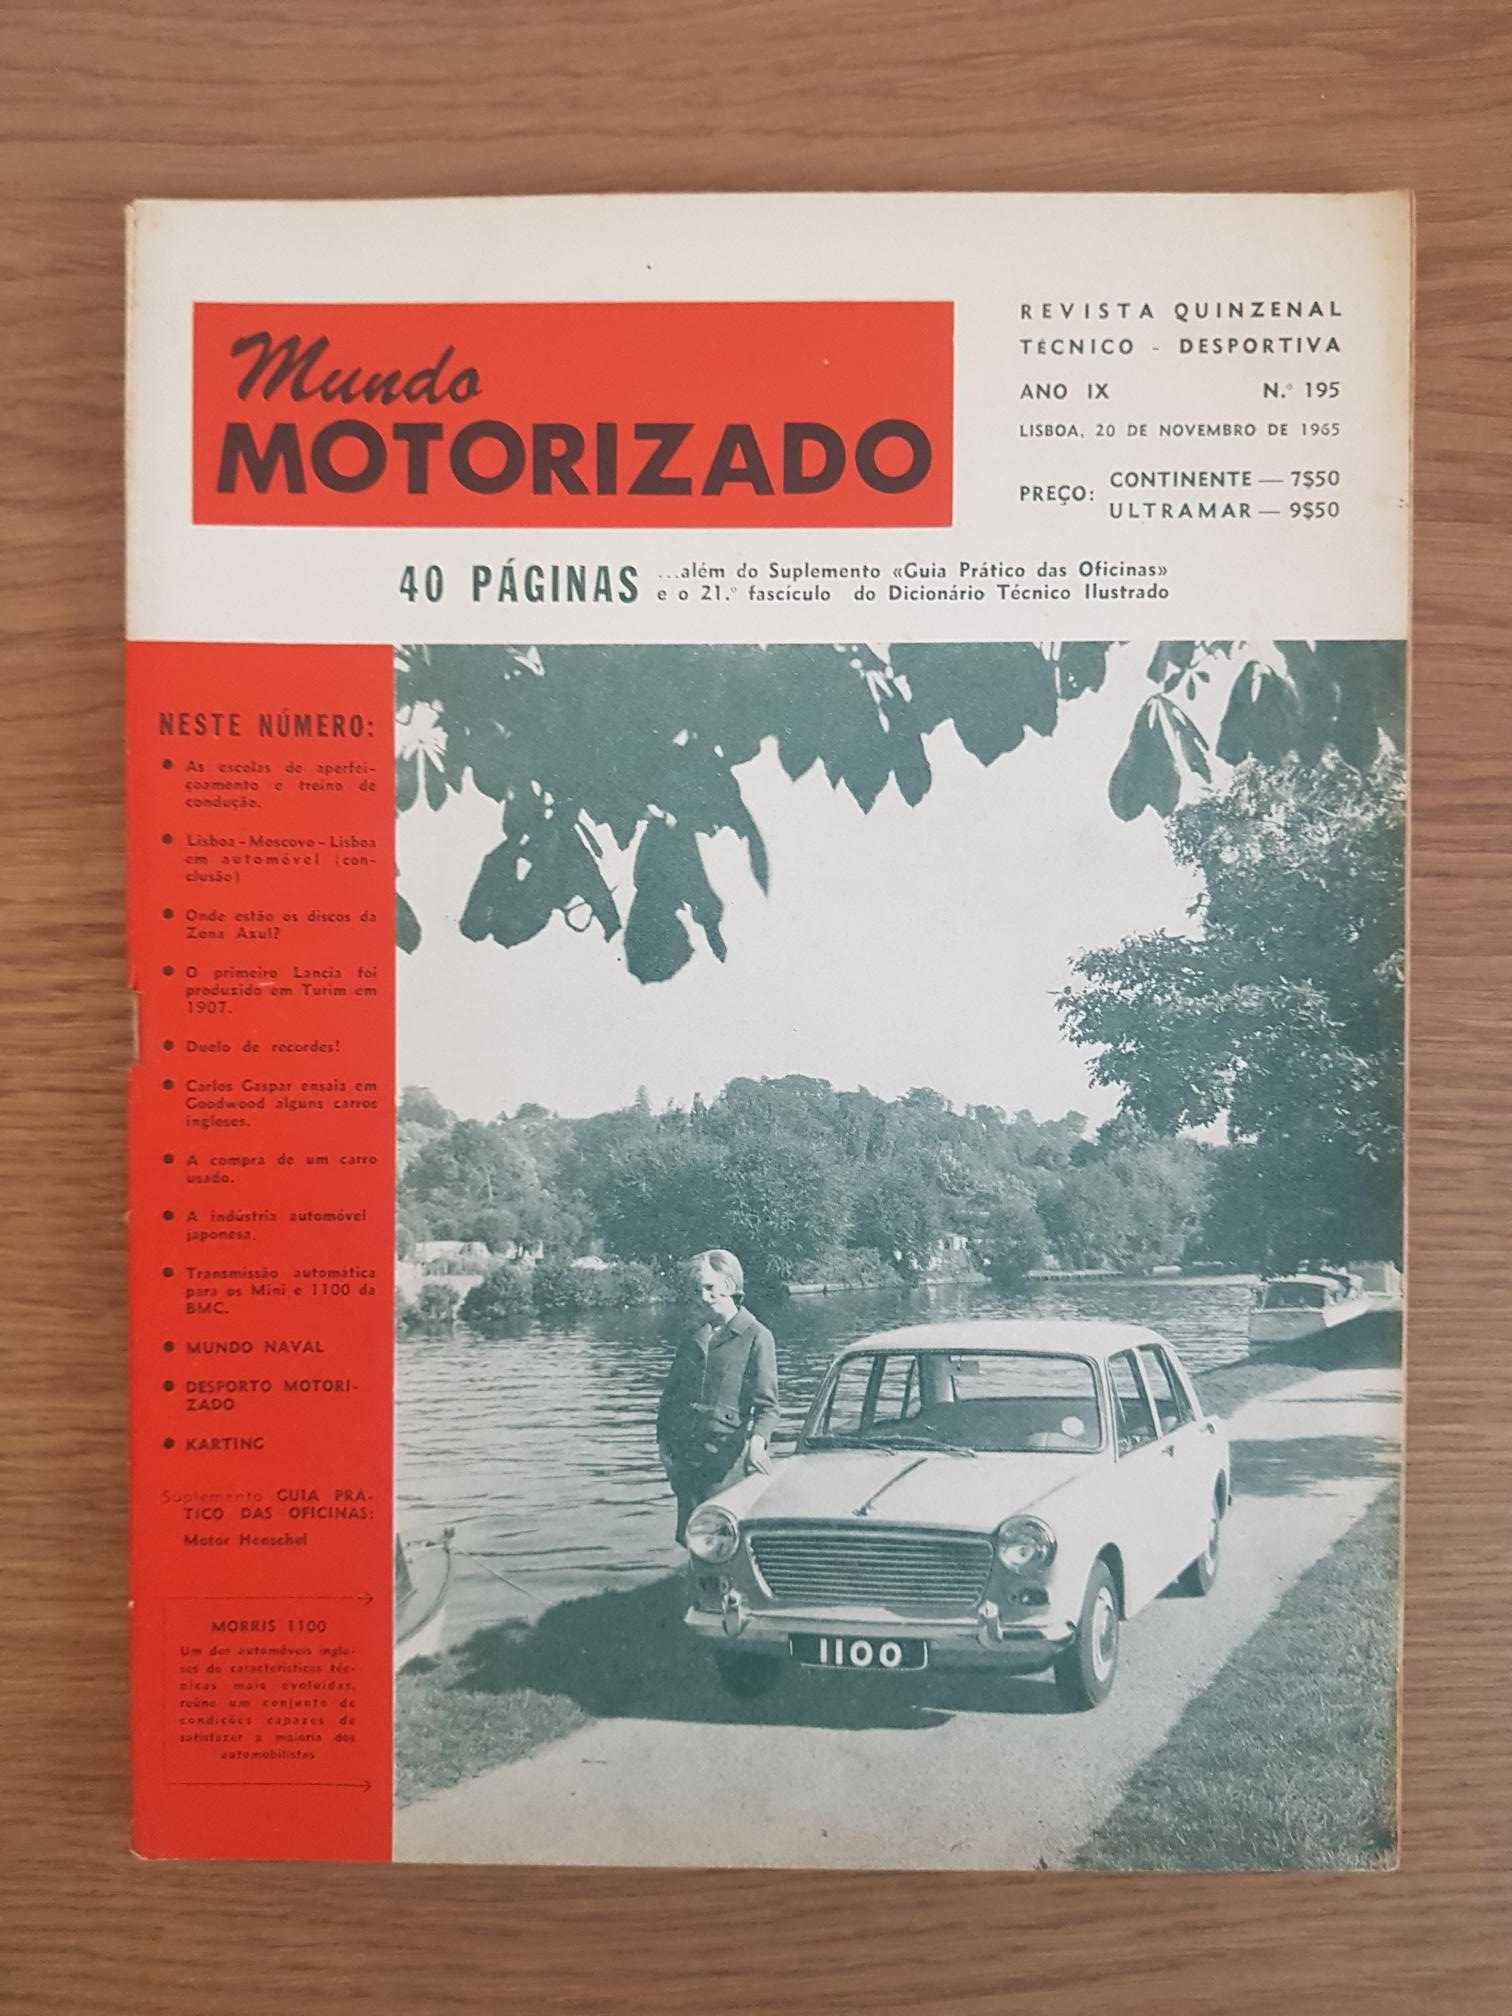 Mundo
MOTORIZADO
REVISTA QUINZENAL
TÉCNICO - DESPORTIVA
ANO IX N.º 195
LISBOA, 20 DE NOVEMBRO DE 1965
PREÇO: CONTINENTE — 7$50
ULTRAMAR — 9$50
40 PÁGINAS ...além do Suplemento «Guia Prático das Oficinas»
e o 21.º fascículo do Dicionário Técnico Ilustrado
NESTE NÚMERO:
● As escolas de aperfei-
çoamento e treino de
condução.
● Lisboa-Moscovo-Lisboa
em automóvel (con-
clusão)
● Onde estão os discos da
Zona Azul?
● O primeiro Lancia foi
produzido em Turim em
1907.
● Duelo de recordes!
● Carlos Gaspar ensaia em
Goodwood alguns carros
ingleses.
● A compra de um carro
usado.
● A indústria automóvel
japonesa.
● Transmissão automática
para os Mini e 1100 da
BMC.
● MUNDO NAVAL
● DESPORTO MOTORI-
ZADO
● KARTING
Suplemento GUIA PRÁ-
TICO DAS OFICINAS:
Motor Henschel
MORRIS 1100
Um dos automóveis ingle-
ses de características téc-
nicas mais evoluídas,
reúne um conjunto de
condições capazes de
satisfazer a maioria dos
automobilistas
1100